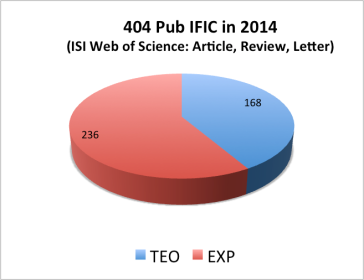 404 Pub IFIC in 2014
(ISI Web of Science: Article, Review, Letter)
168
236
TEO EXP